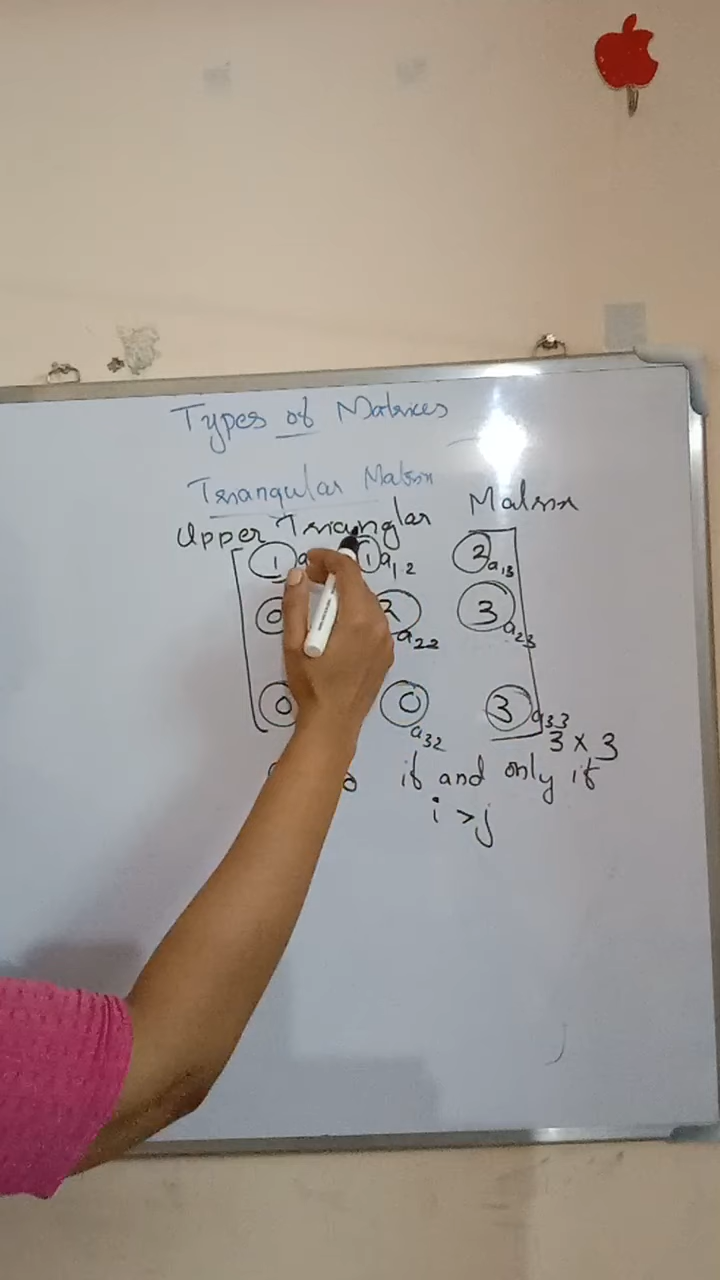 Types of Matrices
Triangular Matrix
Upper Triangular Matrix
1 a 1 a12 2 a13
0 2 a22 3 a23
0 0 a32 3 a33
3 x 3
if and only if
i > j